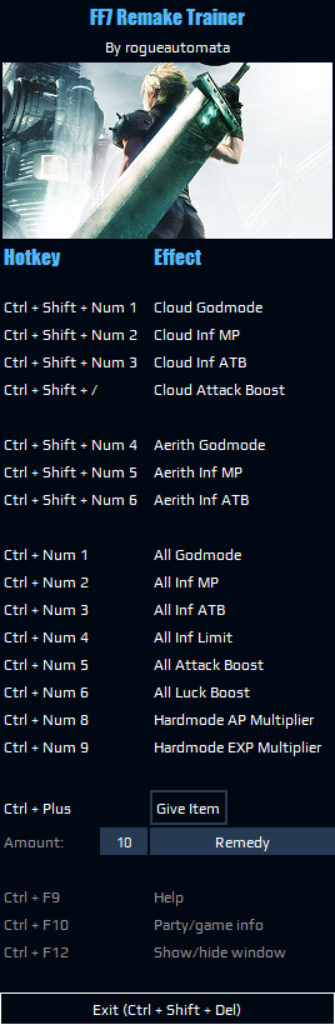 FF7 Remake Trainer
By rogueautomata
Hotkey Effect
Ctrl + Shift + Num 1 Cloud Godmode
Ctrl + Shift + Num 2 Cloud Inf MP
Ctrl + Shift + Num 3 Cloud Inf ATB
Ctrl + Shift + / Cloud Attack Boost
Ctrl + Shift + Num 4 Aerith Godmode
Ctrl + Shift + Num 5 Aerith Inf MP
Ctrl + Shift + Num 6 Aerith Inf ATB
Ctrl + Num 1 All Godmode
Ctrl + Num 2 All Inf MP
Ctrl + Num 3 All Inf ATB
Ctrl + Num 4 All Inf Limit
Ctrl + Num 5 All Attack Boost
Ctrl + Num 6 All Luck Boost
Ctrl + Num 8 Hardmode AP Multiplier
Ctrl + Num 9 Hardmode EXP Multiplier
Ctrl + Plus Give Item
Amount: 10 Remedy
Ctrl + F9 Help
Ctrl + F10 Party/game info
Ctrl + F12 Show/hide window
Exit (Ctrl + Shift + Del)